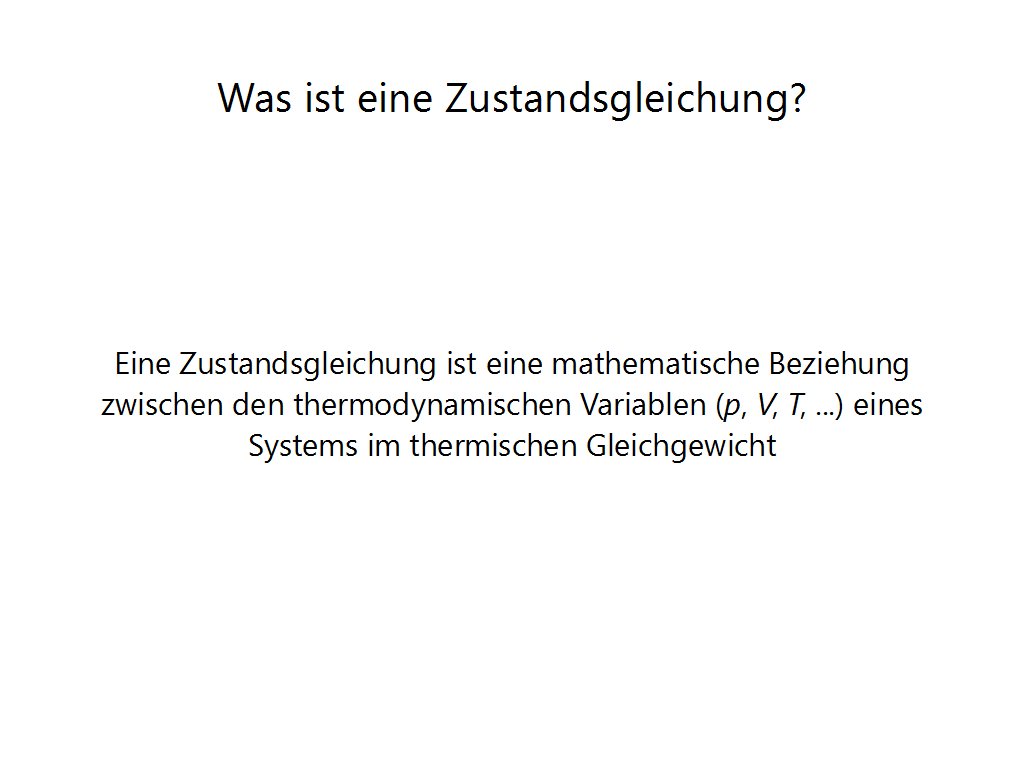 Was ist eine Zustandsgleichung?
Eine Zustandsgleichung ist eine mathematische Beziehung
zwischen den thermodynamischen Variablen (p, V, T, ...) eines
Systems im thermischen Gleichgewicht